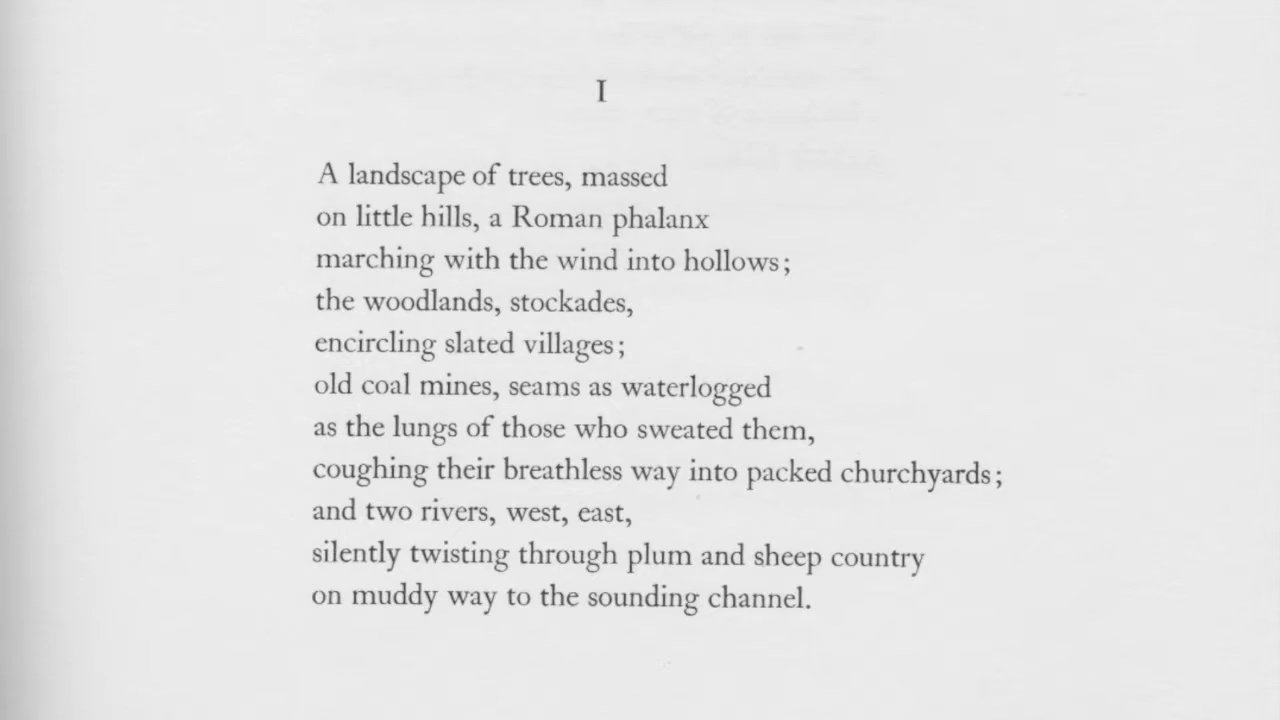 I
A landscape of trees, massed
on little hills, a Roman phalanx
marching with the wind into hollows;
the woodlands, stockades,
encircling slated villages;
old coal mines, seams as waterlogged
as the lungs of those who sweated them,
coughing their breathless way into packed churchyards;
and two rivers, west, east,
silently twisting through plum and sheep country
on muddy way to the sounding channel.